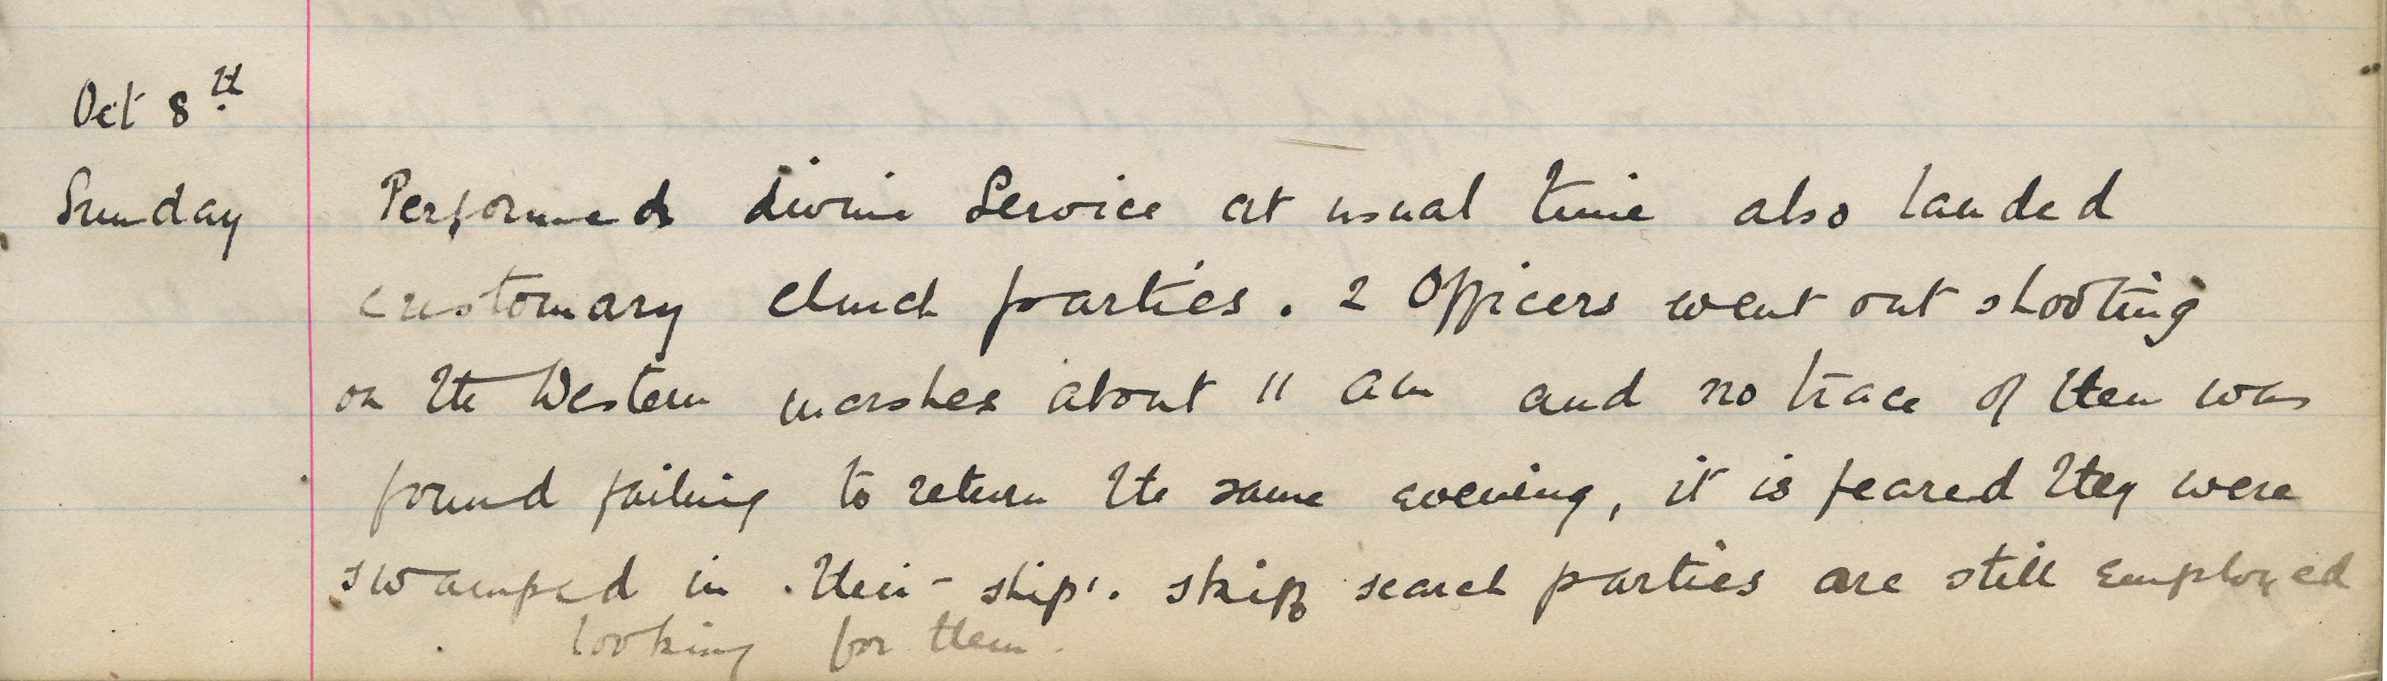 Oct 8th
Sunday Performed divine Service at usual time also landed
customary church parties. 2 Officers went out shooting
on the Western marshes about 11 am and no trace of them was
found failing to return the same evening, it is feared they were
swamped in their - ship'. skiff search parties are still employed
looking for them.